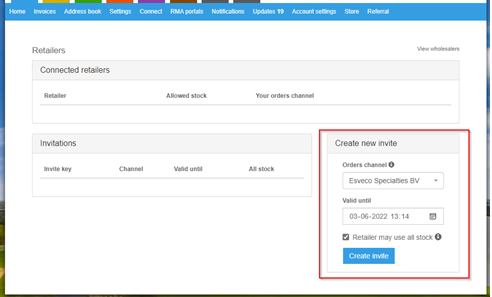 Home Invoices Address book Settings Connect RMA portals Notifications Updates 19 Account settings Store Referral
Retailers
View wholesalers
Connected retailers
Retailer Allowed stock Your orders channel
Invitations
Invite key Channel Valid until All stock
Create new invite
Orders channel
Esveco Specialties BV
Valid until
03-06-2022 13:14
Retailer may use all stock
Create invite